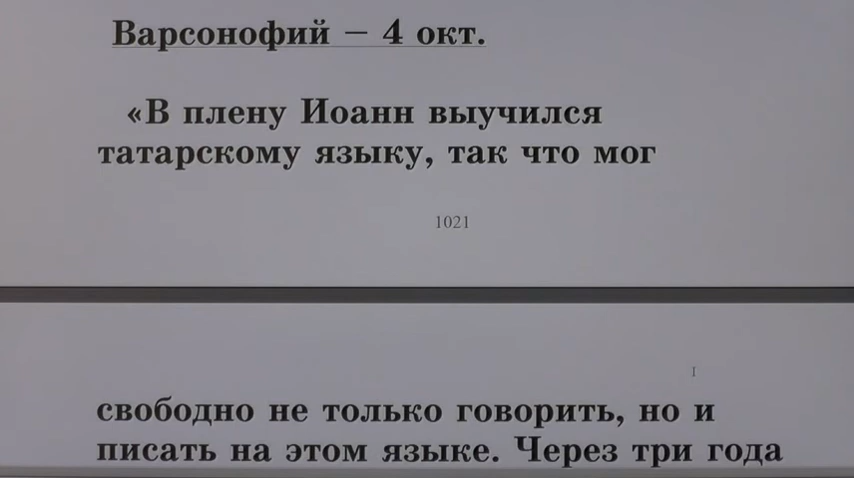 Варсонофий – 4 окт.
«В плену Иоанн выучился
татарскому языку, так что мог
1021
свободно не только говорить, но и
писать на этом языке. Через три года